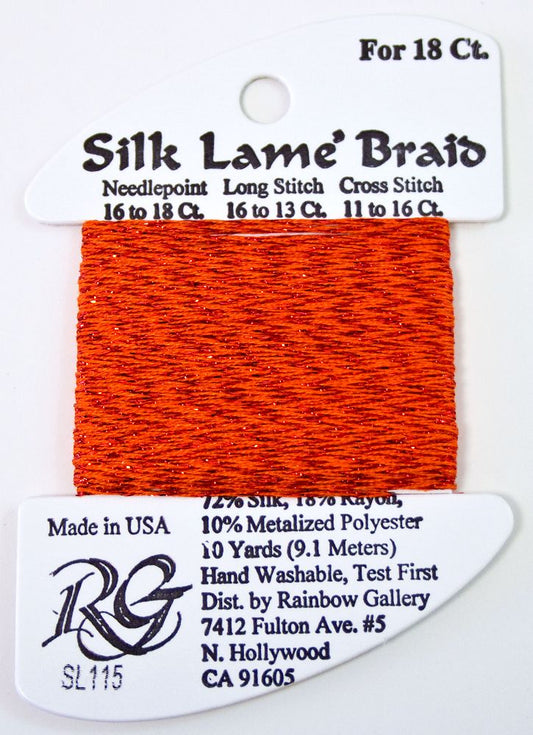 For 18 Ct.
Silk Lame' Braid
Needlepoint Long Stitch Cross Stitch
16 to 18 Ct. 16 to 13 Ct. 11 to 16 Ct.
72% Silk, 18% Rayon,
Made in USA
10% Metalized Polyester
10 Yards (9.1 Meters)
Hand Washable, Test First
Dist. by Rainbow Gallery
7412 Fulton Ave. #5
N. Hollywood
CA 91605
RG
SL115